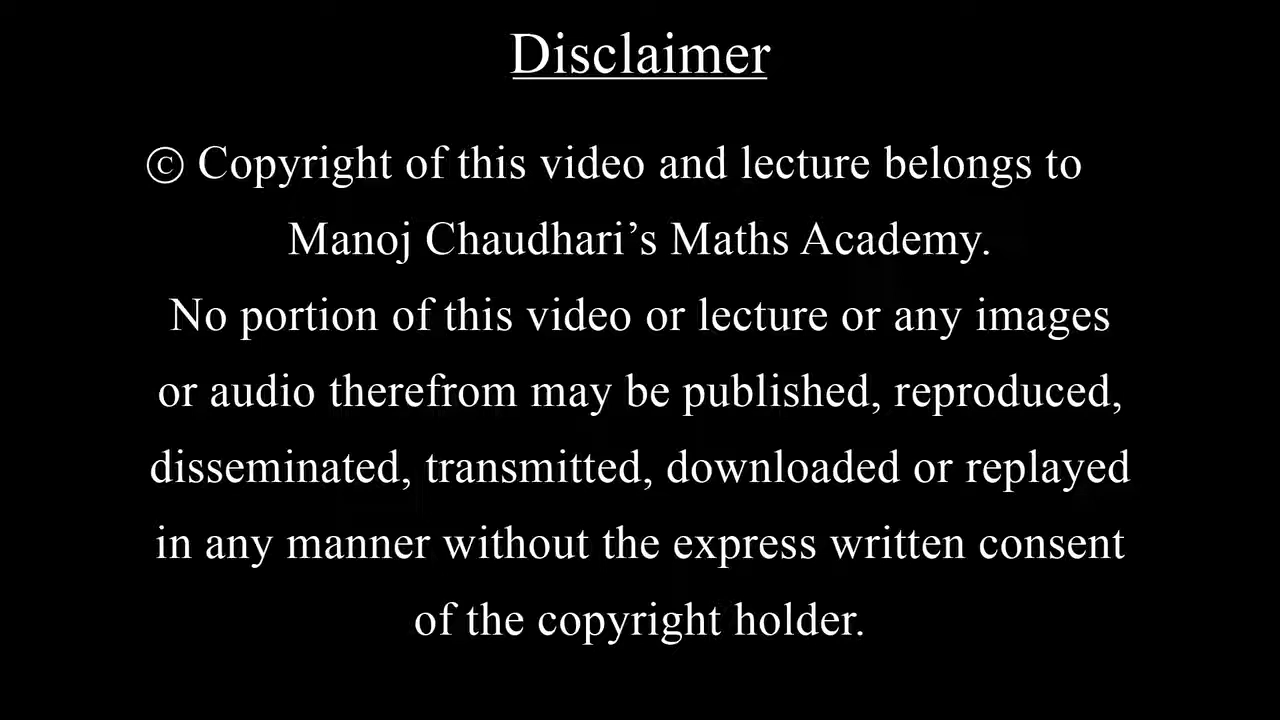 Disclaimer
© Copyright of this video and lecture belongs to
Manoj Chaudhari’s Maths Academy.
No portion of this video or lecture or any images
or audio therefrom may be published, reproduced,
disseminated, transmitted, downloaded or replayed
in any manner without the express written consent
of the copyright holder.